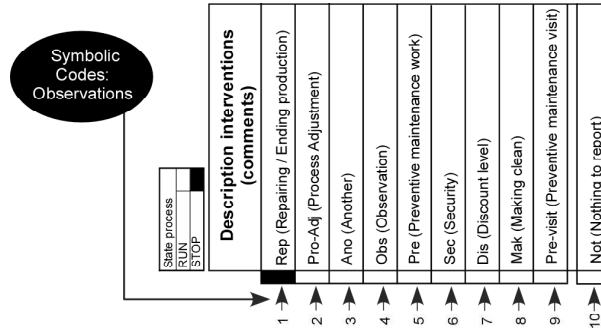 Symbolic
Codes:
Observations
State process
RUN
STOP
Description interventions
(comments)
1 Rep (Repairing / Ending production)
2 Pro-Adj (Process Adjustment)
3 Ano (Another)
4 Obs (Observation)
5 Pre (Preventive maintenance work)
6 Sec (Security)
7 Dis (Discount level)
8 Mak (Making clean)
9 Pre-visit (Preventive maintenance visit)
10 Not (Nothing to report)